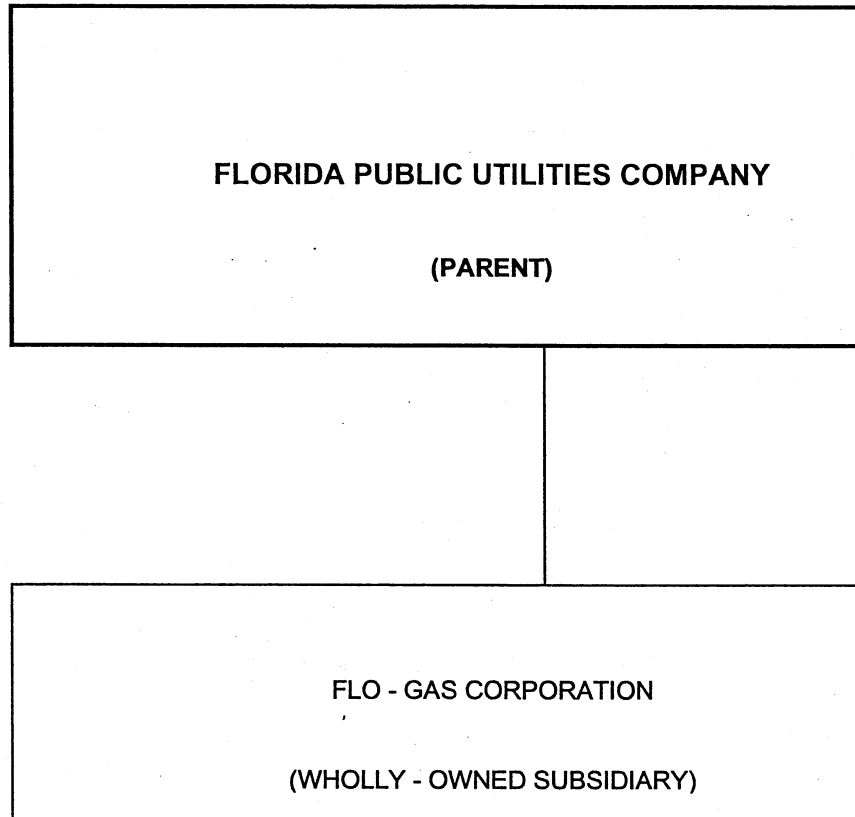 FLORIDA PUBLIC UTILITIES COMPANY
(PARENT)
FLO - GAS CORPORATION
(WHOLLY - OWNED SUBSIDIARY)